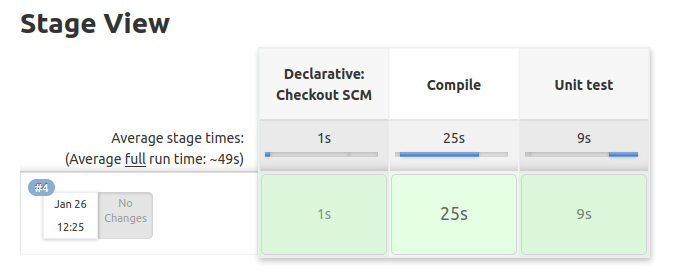 Stage View
Declarative:
Checkout SCM
Compile
Unit test
Average stage times:
(Average full run time: ~49s)
1s
25s
9s
#4
Jan 26
12:25
No
Changes
1s
25s
9s